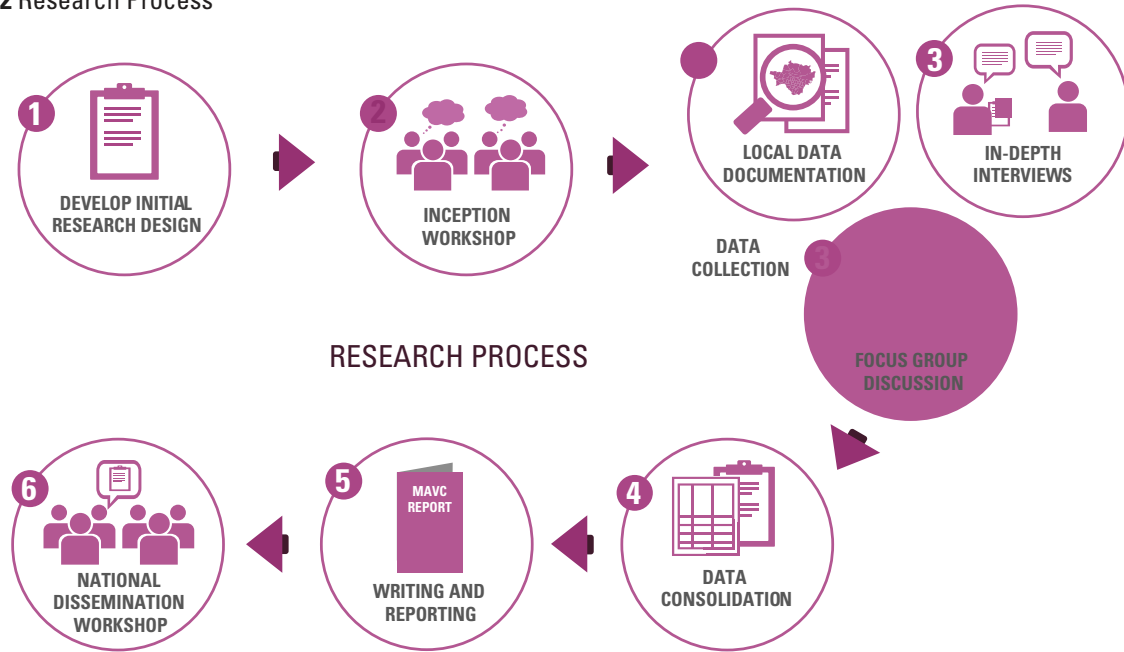 2 Research Process
1
DEVELOP INITIAL
RESEARCH DESIGN
2
INCEPTION
WORKSHOP
LOCAL DATA
DOCUMENTATION
3
IN-DEPTH
INTERVIEWS
DATA
COLLECTION
3
FOCUS GROUP
DISCUSSION
RESEARCH PROCESS
6
NATIONAL
DISSEMINATION
WORKSHOP
5
MAVC
REPORT
WRITING AND
REPORTING
4
DATA
CONSOLIDATION